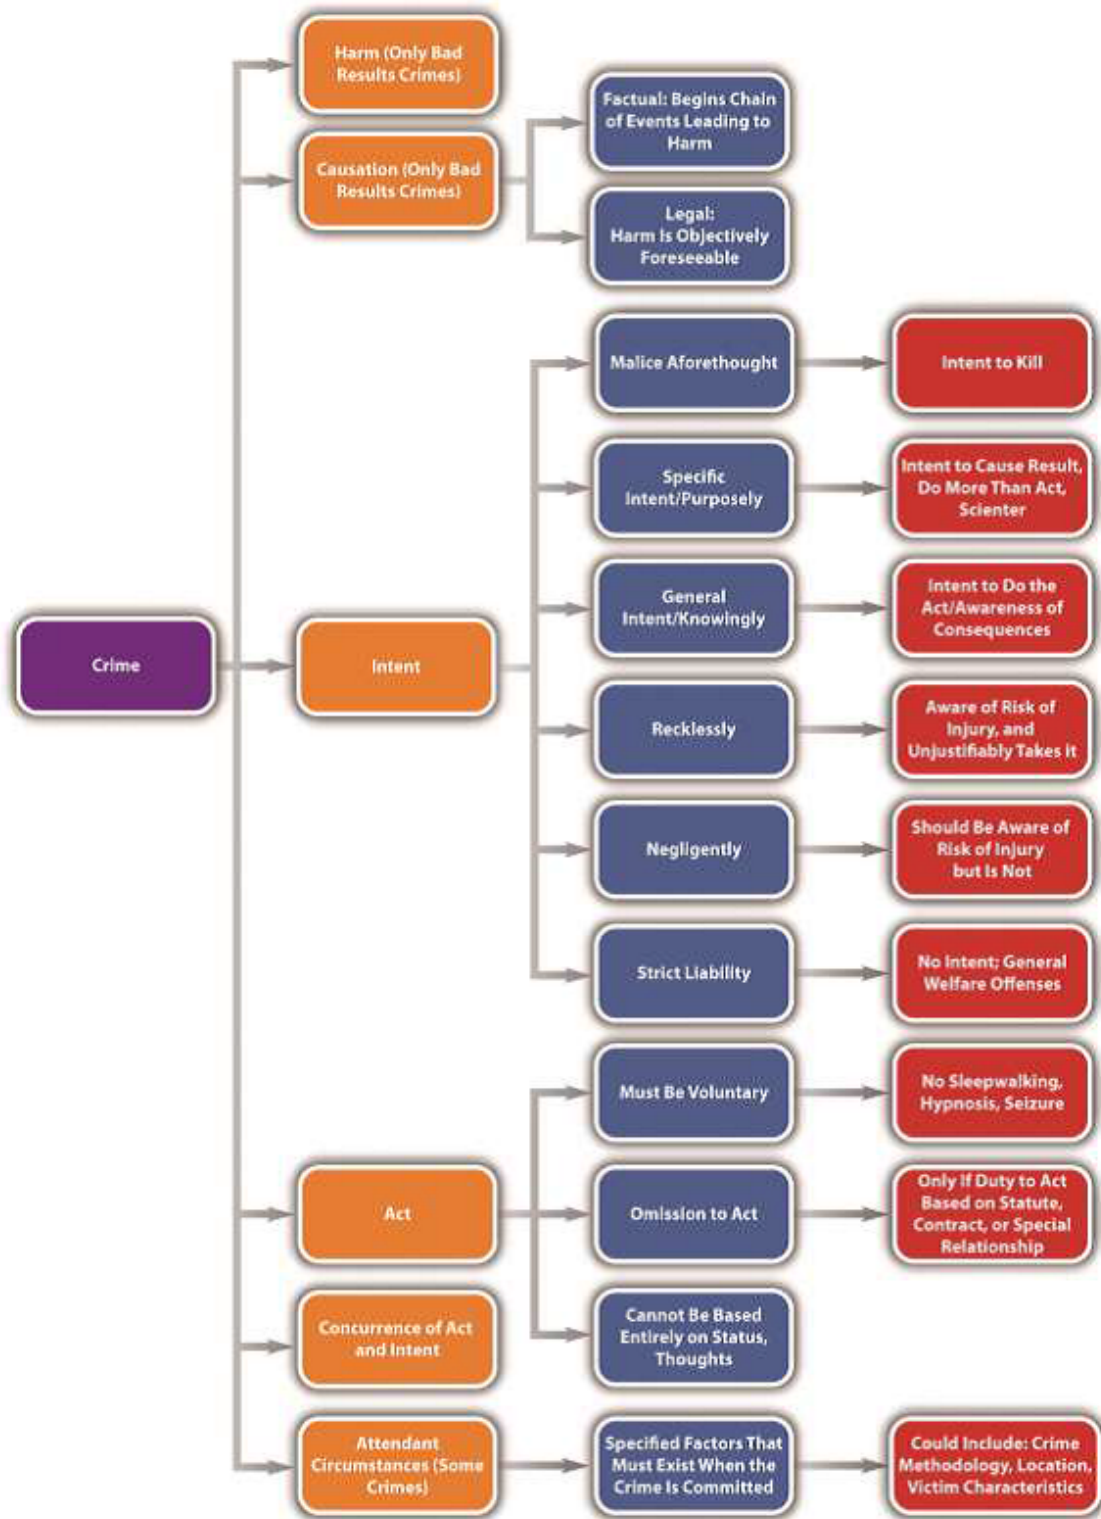 Harm (Only Bad
Results Crimes)
Factual: Begins Chain
of Events Leading to
Harm
Causation (Only Bad
Results Crimes)
Legal:
Harm Is Objectively
Foreseeable
Malice Aforethought
Intent to Kill
Specific
Intent/Purposely
Intent to Cause Result,
Do More Than Act,
Scienter
General
Intent/Knowingly
Intent to Do the
Act/Awareness of
Consequences
Crime
Intent
Recklessly
Aware of Risk of
Injury, and
Unjustifiably Takes it
Negligently
Should Be Aware of
Risk of Injury
but Is Not
Strict Liability
No Intent; General
Welfare Offenses
Must Be Voluntary
No Sleepwalking,
Hypnosis, Seizure
Act
Omission to Act
Only If Duty to Act
Based on Statute,
Contract, or Special
Relationship
Concurrence of Act
and Intent
Cannot Be Based
Entirely on Status,
Thoughts
Attendant
Circumstances (Some
Crimes)
Specified Factors That
Must Exist When the
Crime Is Committed
Could Include: Crime
Methodology, Location,
Victim Characteristics